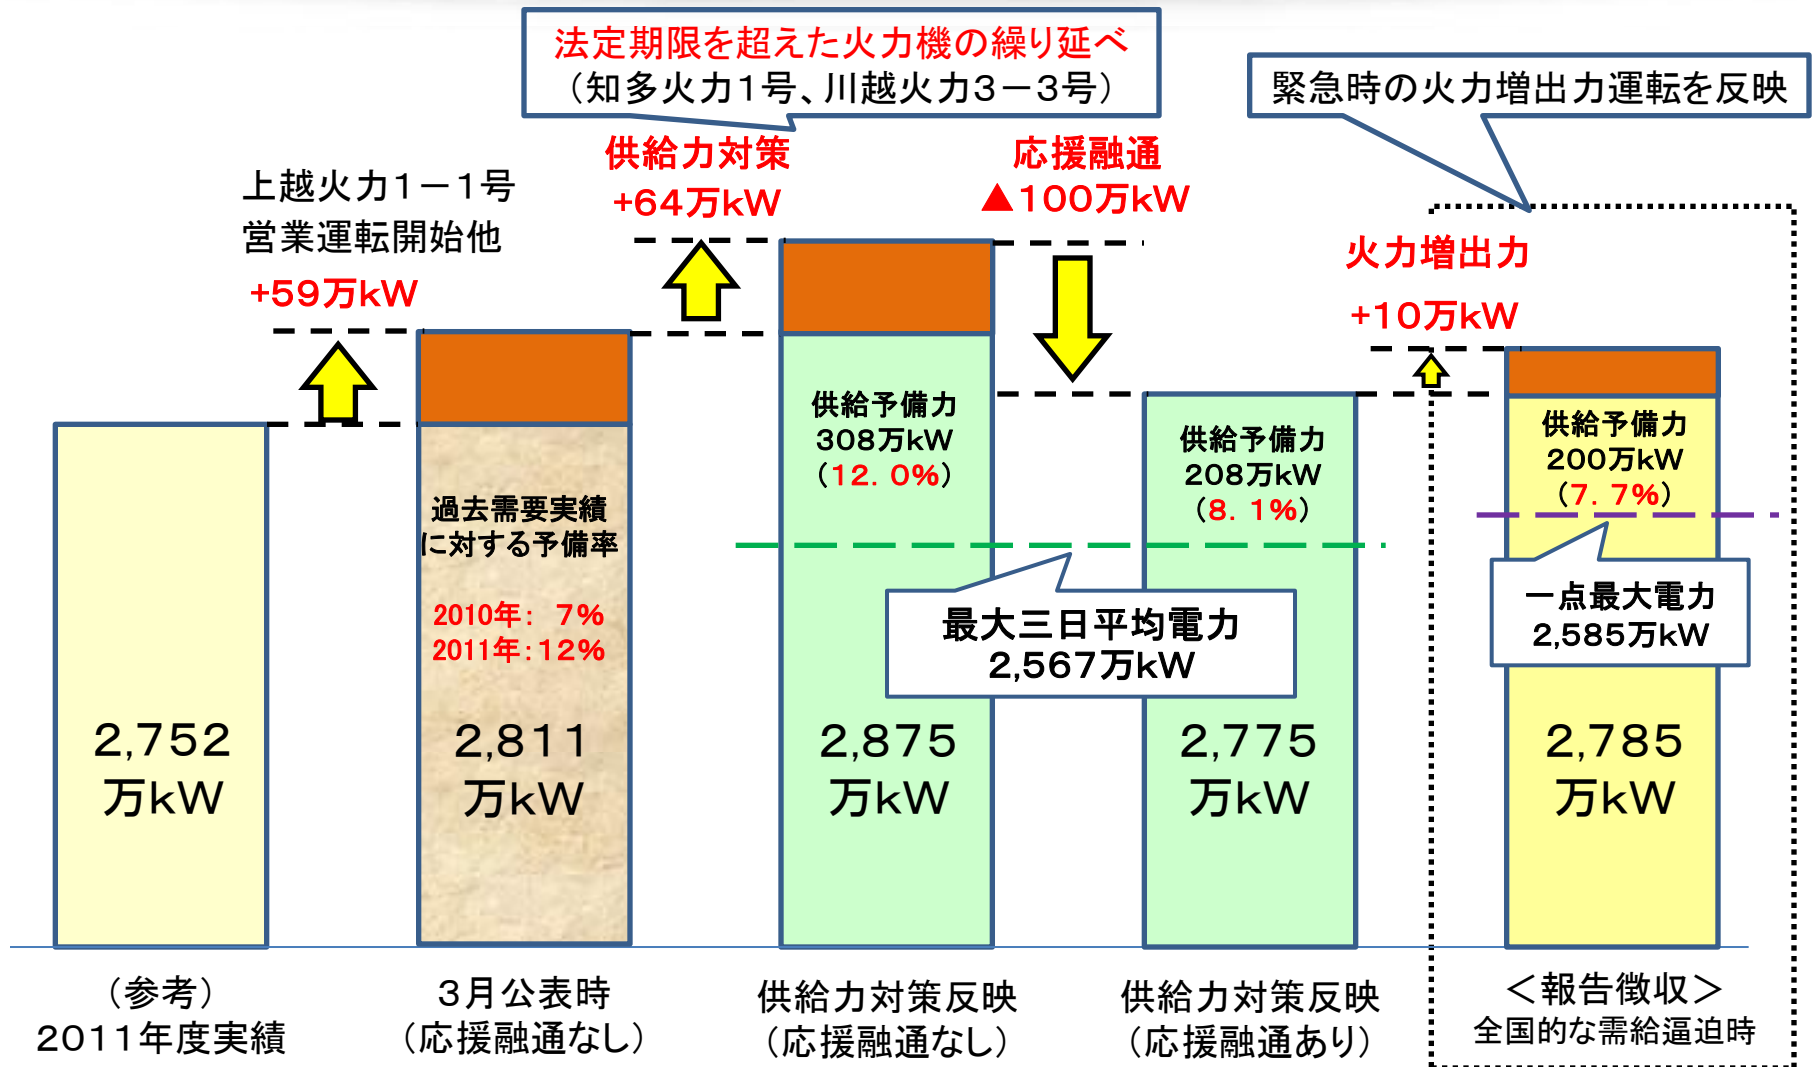 法定期限を超えた火力機の繰り延べ
（知多火力１号、川越火力３－３号）
緊急時の火力増出力運転を反映
上越火力１－１号
営業運転開始他
+59万kW
供給力対策
+64万kW
応援融通
▲100万kW
火力増出力
+10万kW
過去需要実績
に対する予備率
2010年： 7%
2011年：12%
供給予備力
308万kW
（12．0%）
供給予備力
208万kW
（8．1%）
供給予備力
200万kW
（7．7%）
最大三日平均電力
2,567万kW
一点最大電力
2,585万kW
2,752
万kW
2,811
万kW
2,875
万kW
2,775
万kW
2,785
万kW
（参考）
２０１１年度実績
３月公表時
（応援融通なし）
供給力対策反映
（応援融通なし）
供給力対策反映
（応援融通あり）
＜報告徴収＞
全国的な需給逼迫時